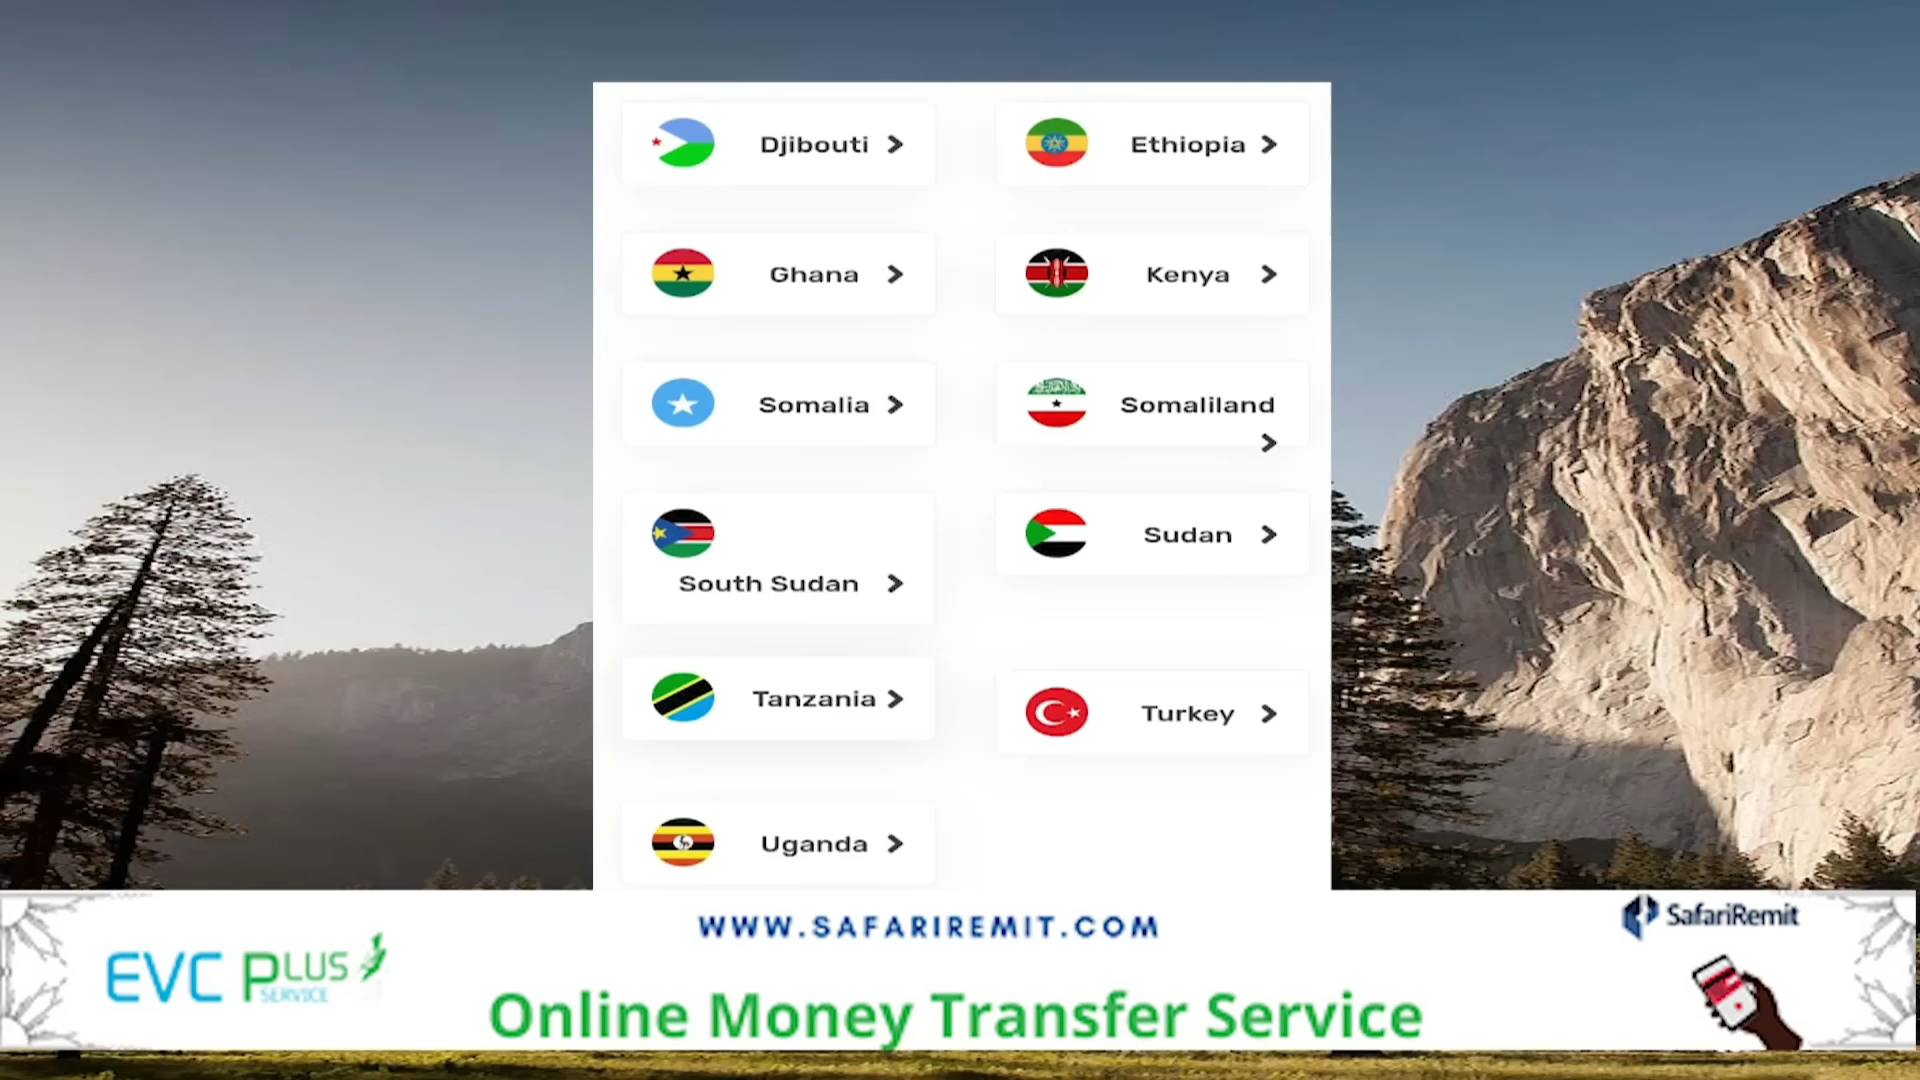 Djibouti
Ethiopia
Ghana
Kenya
Somalia
Somaliland
South Sudan
Sudan
Tanzania
Turkey
Uganda
WWW.SAFARIREMIT.COM
SafariRemit
EVC PLUS
SERVICE
Online Money Transfer Service